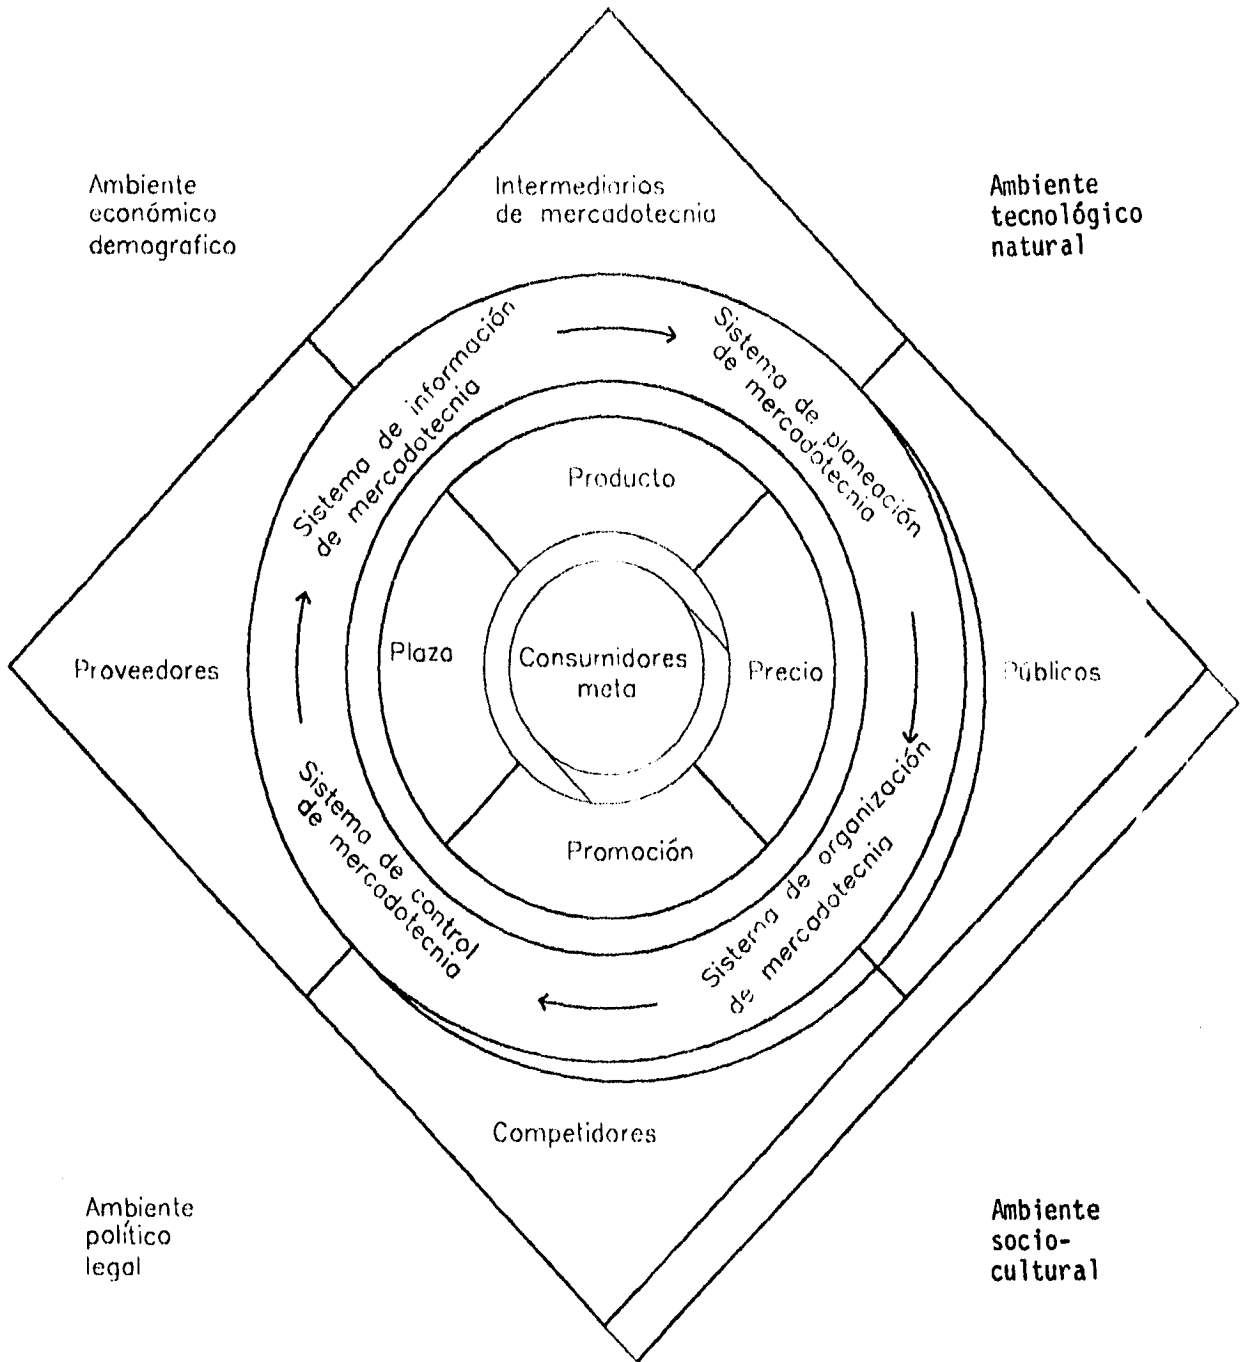 Ambiente
económico
demografico
Intermediarios
de mercadotecnia
Ambiente
tecnológico
natural
Sistema de información
de mercadotecnia
Sistema de planeación
de mercadotecnia
Producto
Proveedores
Plaza
Consumidores
meta
Precio
Públicos
Sistema de control
de mercadotecnia
Promoción
Sistema de organización
de mercadotecnia
Competidores
Ambiente
político
legal
Ambiente
socio-
cultural